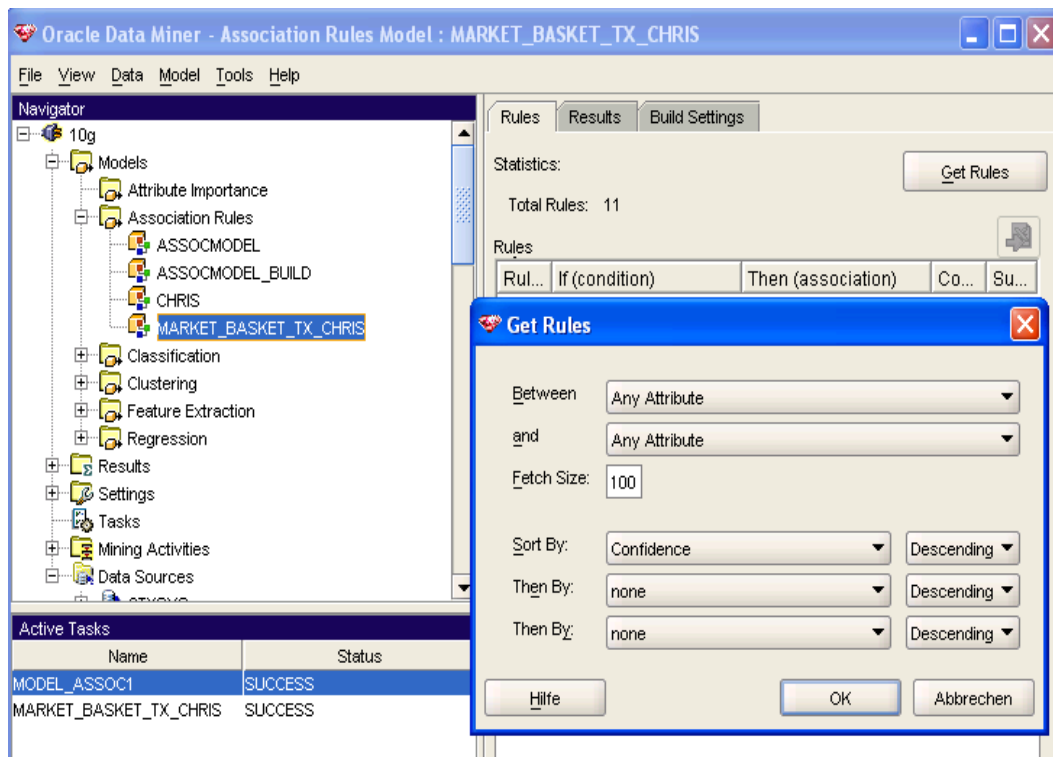 Oracle Data Miner - Association Rules Model : MARKET_BASKET_TX_CHRIS
File View Data Model Tools Help
Navigator
10g
Models
Attribute Importance
Association Rules
ASSOCMODEL
ASSOCMODEL_BUILD
CHRIS
MARKET_BASKET_TX_CHRIS
Classification
Clustering
Feature Extraction
Regression
Results
Settings
Tasks
Mining Activities
Data Sources
Active Tasks
Name Status
MODEL_ASSOC1 SUCCESS
MARKET_BASKET_TX_CHRIS SUCCESS
Rules Results Build Settings
Statistics:
Get Rules
Total Rules: 11
Rules
Rul... If (condition) Then (association) Co... Su...
Get Rules
Between Any Attribute
and Any Attribute
Fetch Size: 100
Sort By: Confidence Descending
Then By: none Descending
Then By: none Descending
Hilfe OK Abbrechen